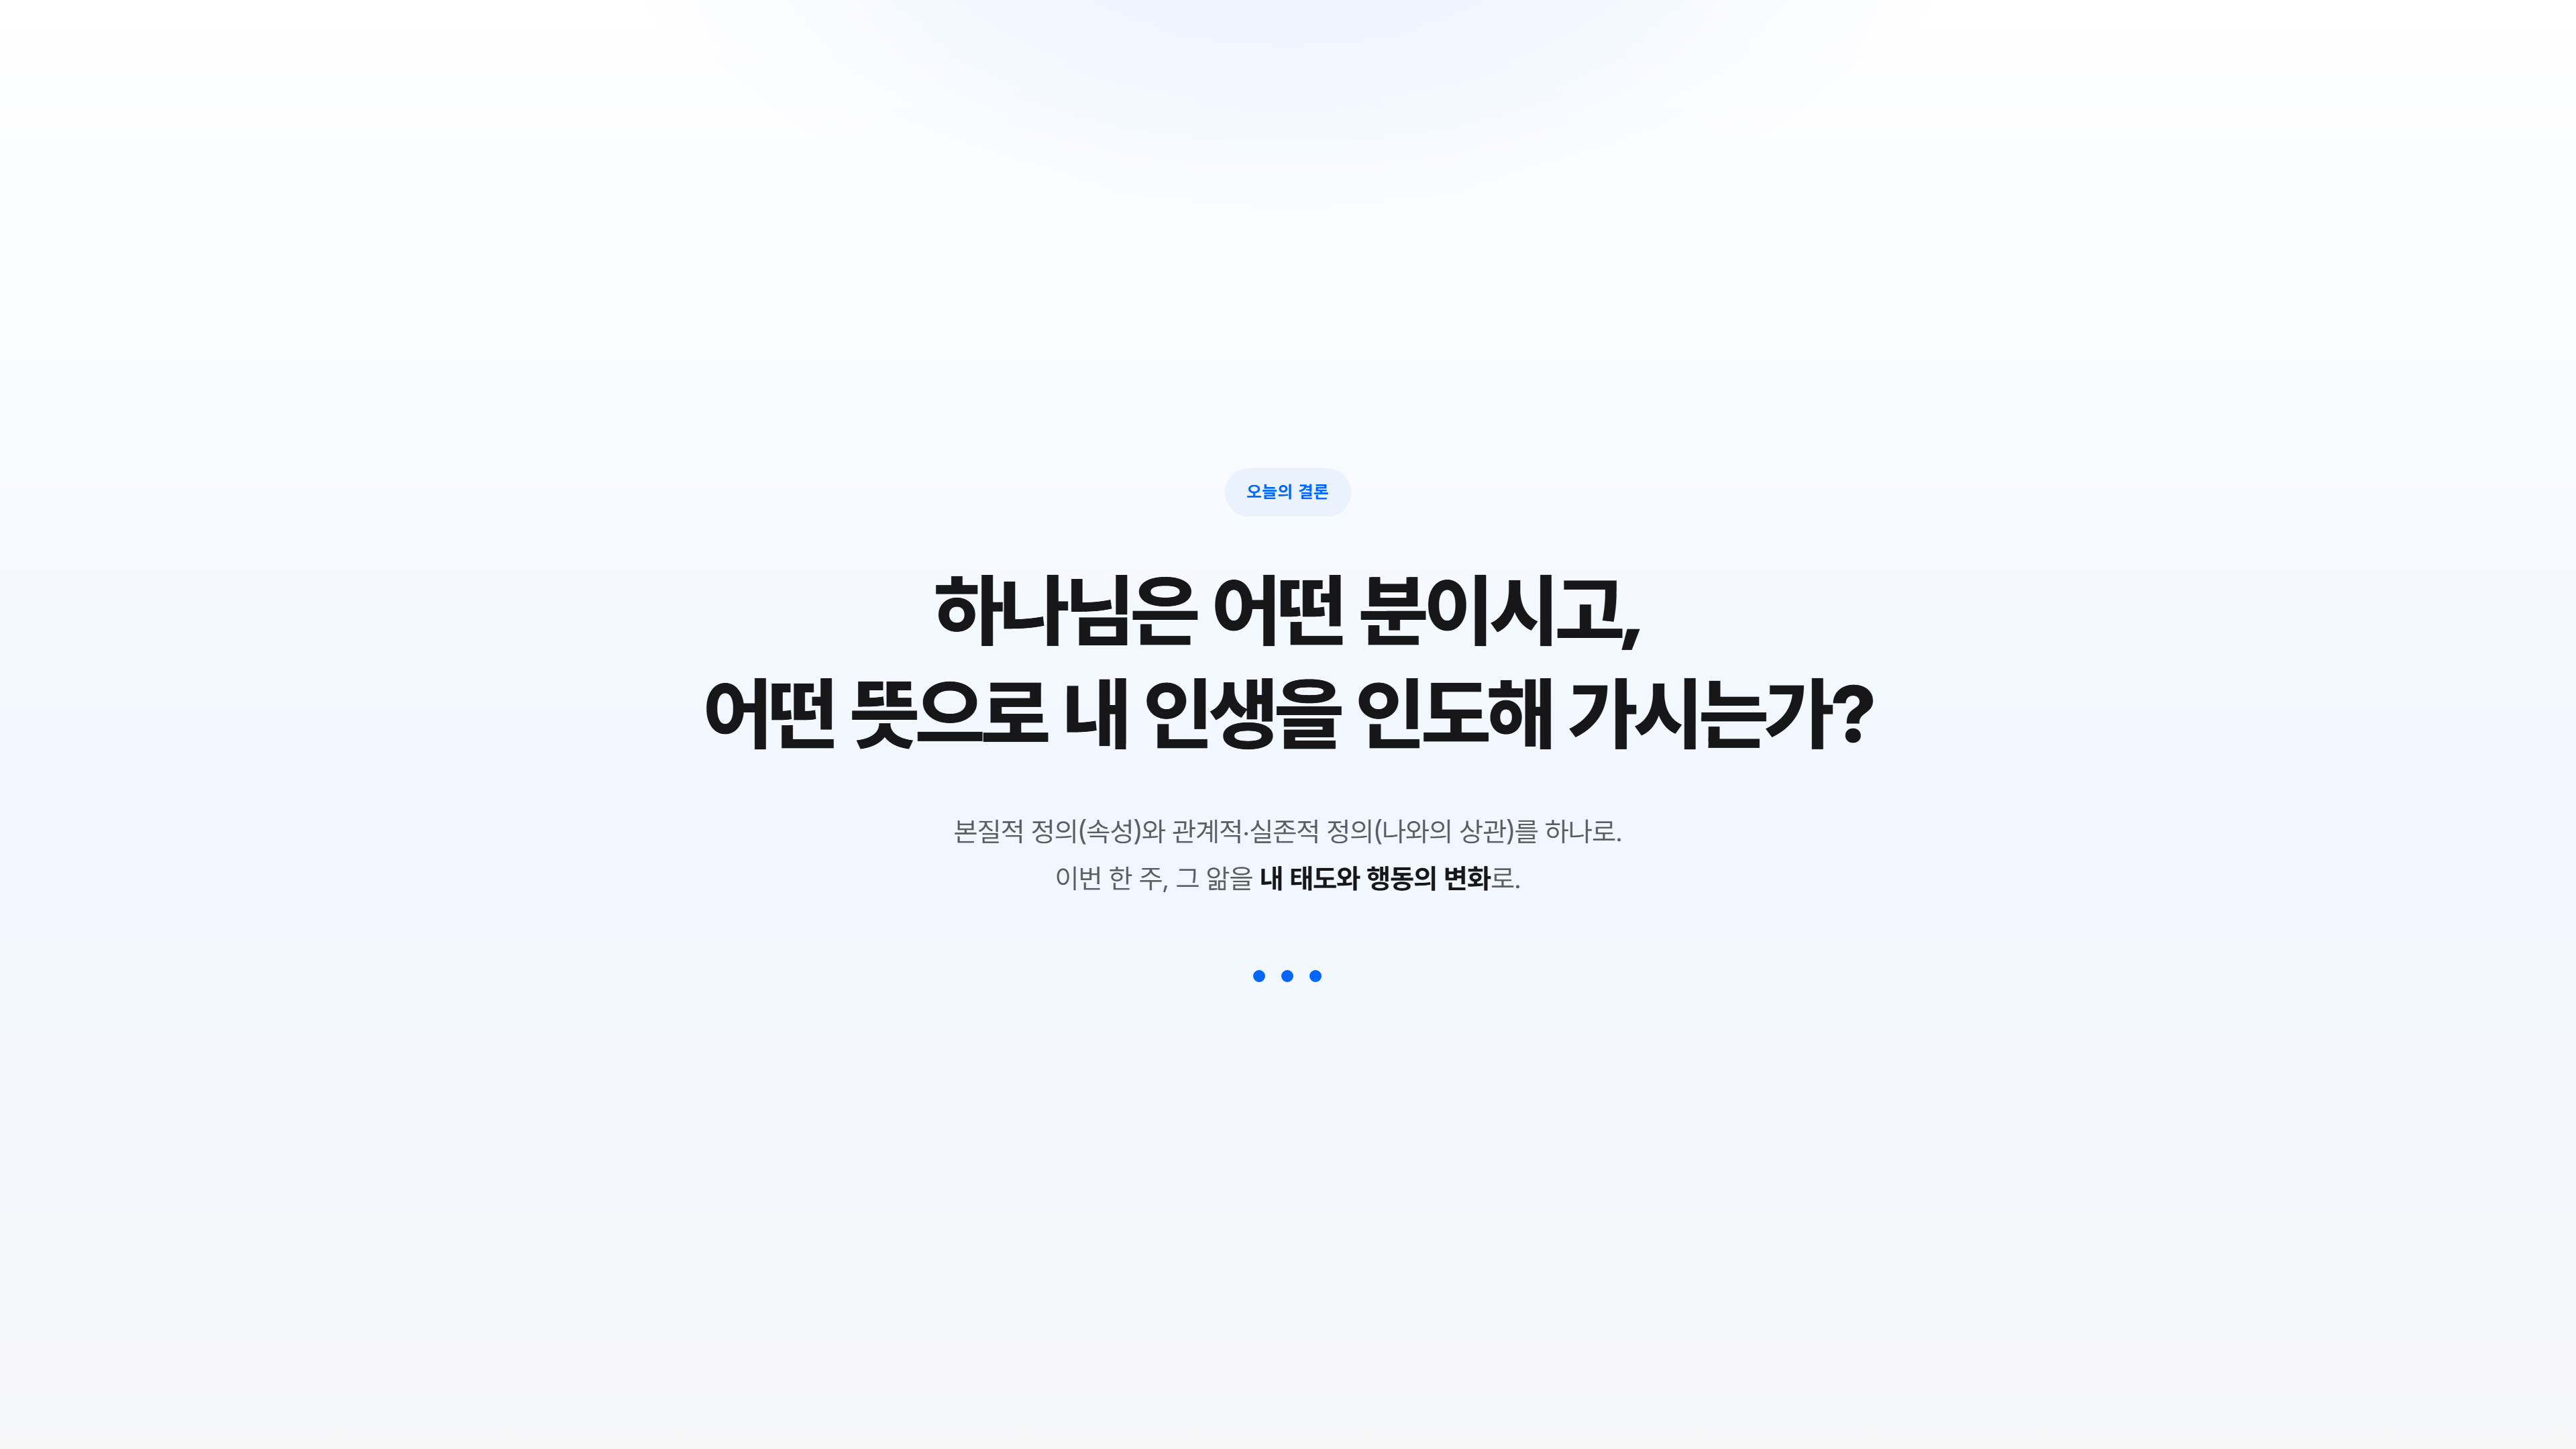 오늘의 결론
하나님은 어떤 분이시고,
어떤 뜻으로 내 인생을 인도해 가시는가?
본질적 정의(속성)와 관계적·실존적 정의(나와의 상관)를 하나로.
이번 한 주, 그 앎을 내 태도와 행동의 변화로.